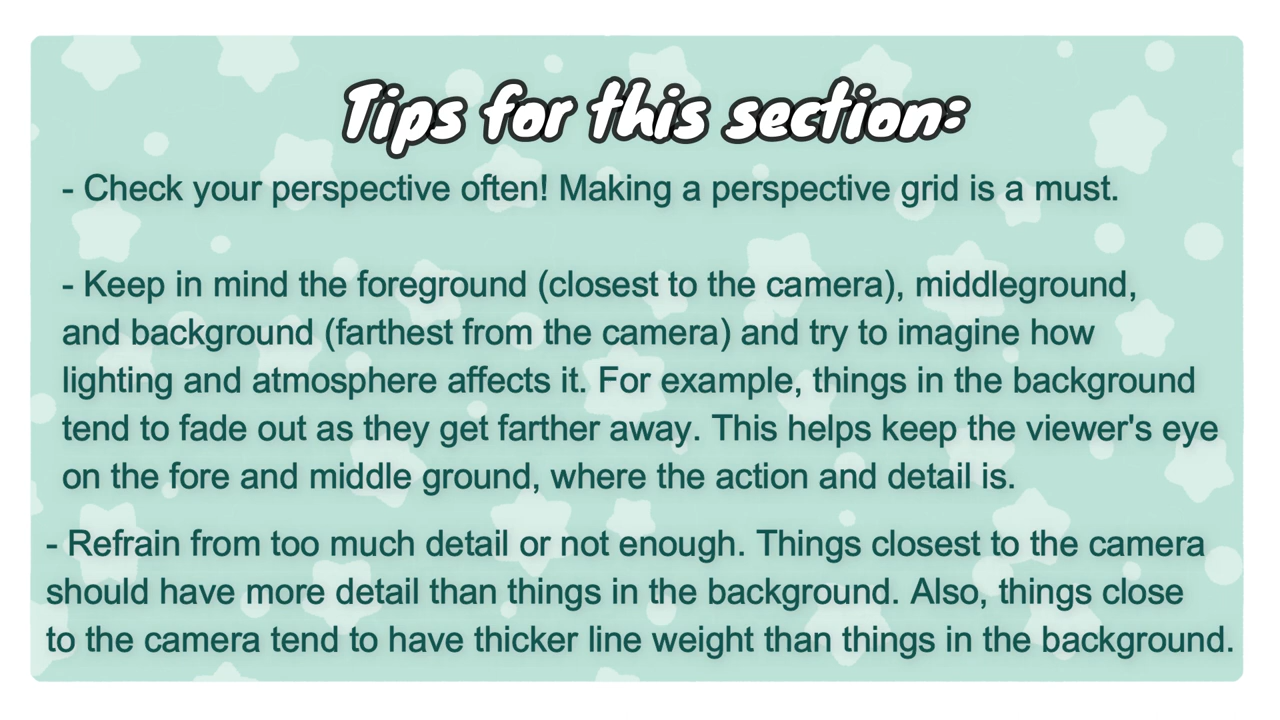 Tips for this section:
- Check your perspective often! Making a perspective grid is a must.
- Keep in mind the foreground (closest to the camera), middleground,
and background (farthest from the camera) and try to imagine how
lighting and atmosphere affects it. For example, things in the background
tend to fade out as they get farther away. This helps keep the viewer's eye
on the fore and middle ground, where the action and detail is.
- Refrain from too much detail or not enough. Things closest to the camera
should have more detail than things in the background. Also, things close
to the camera tend to have thicker line weight than things in the background.